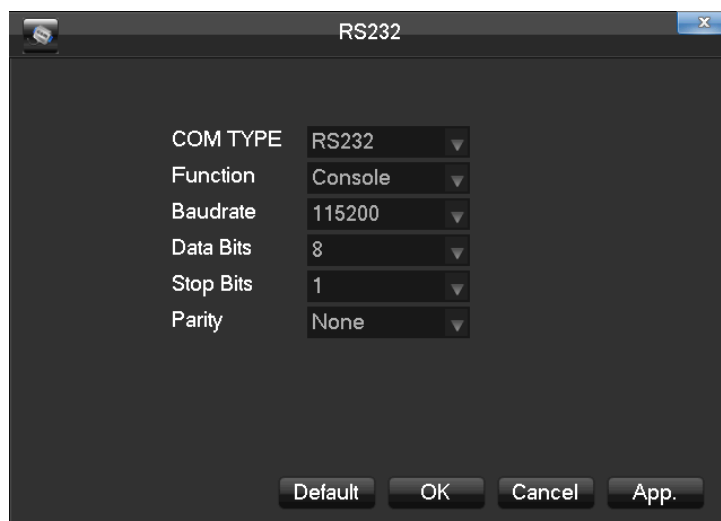 RS232
COM TYPE RS232
Function Console
Baudrate 115200
Data Bits 8
Stop Bits 1
Parity None
Default OK Cancel App.